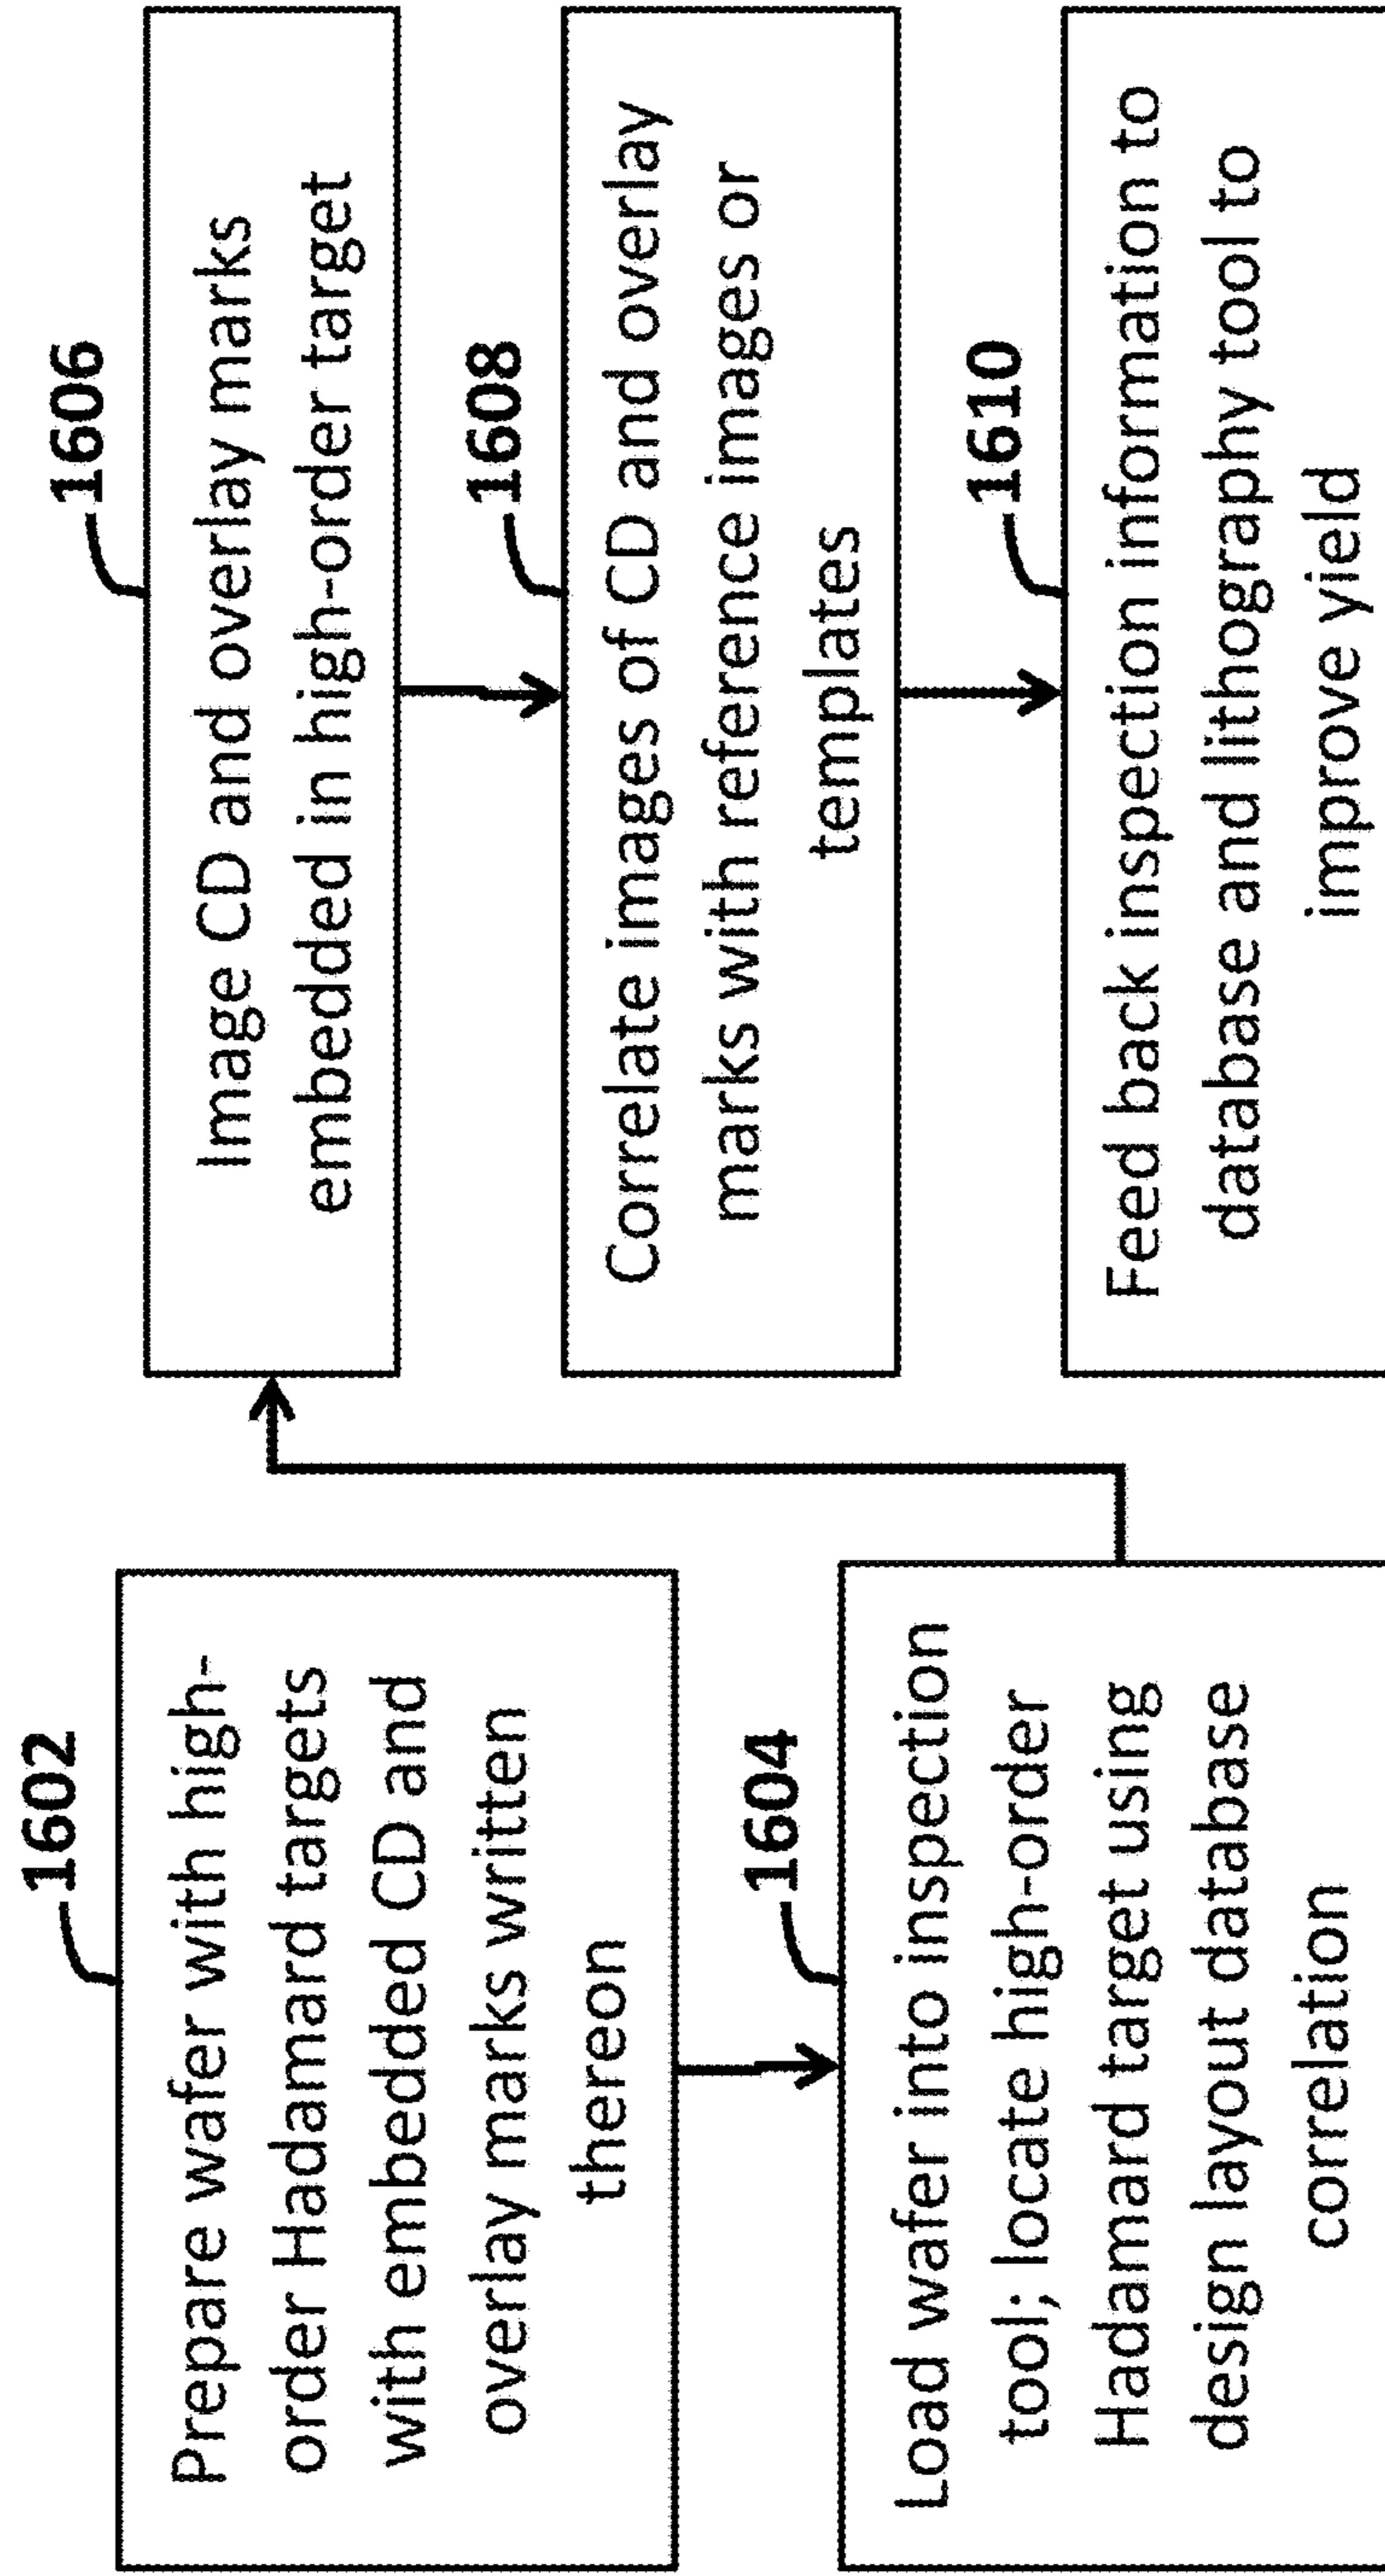 1602
Prepare wafer with high-
order Hadamard targets
with embedded CD and
overlay marks written
thereon
1604
Load wafer into inspection
tool; locate high-order
Hadamard target using
design layout database
correlation
1606
Image CD and overlay marks
embedded in high-order target
1608
Correlate images of CD and overlay
marks with reference images or
templates
1610
Feed back inspection information to
database and lithography tool to
improve yield